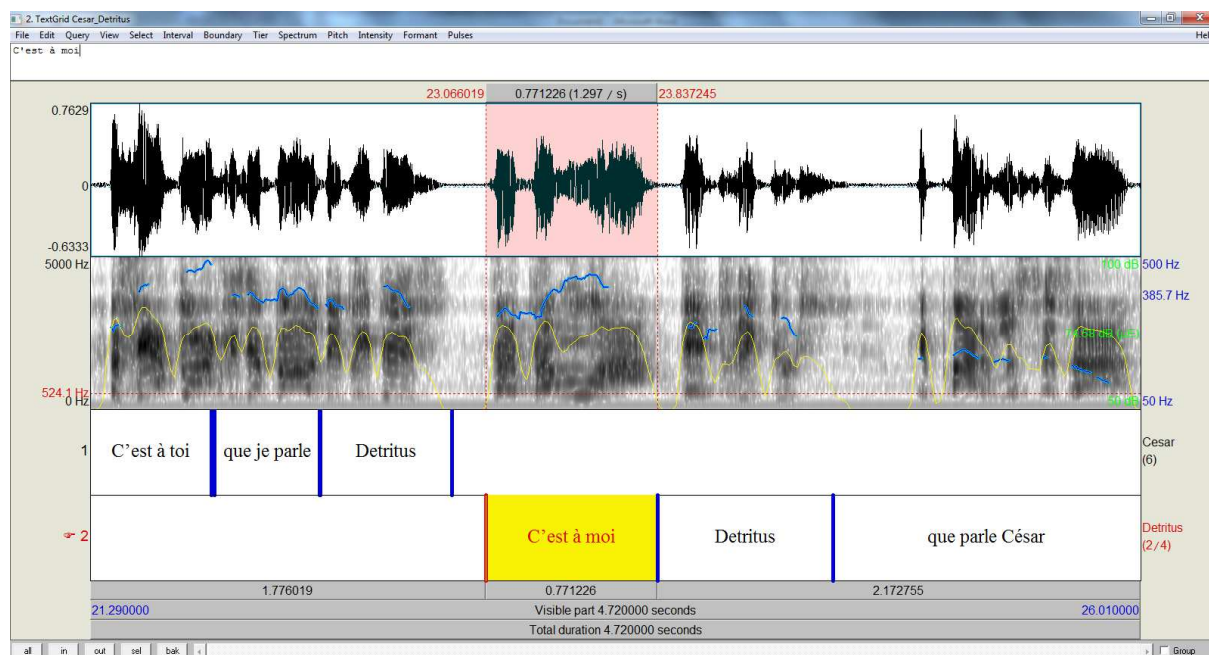 2. TextGrid Cesar_Detritus
File Edit Query View Select Interval Boundary Tier Spectrum Pitch Intensity Formant Pulses Hel
C'est à moi
23.066019 0.771226 (1.297 / s) 23.837245
0.7629
0
-0.6333
5000 Hz 100 dB 500 Hz
385.7 Hz
524.1 Hz
0 Hz 50 dB 50 Hz
1 C’est à toi que je parle Detritus Cesar
(6)
2 C’est à moi Detritus que parle César Detritus
(2/4)
1.776019 0.771226 2.172755
21.290000 Visible part 4.720000 seconds 26.010000
Total duration 4.720000 seconds
all in out sel bak Group